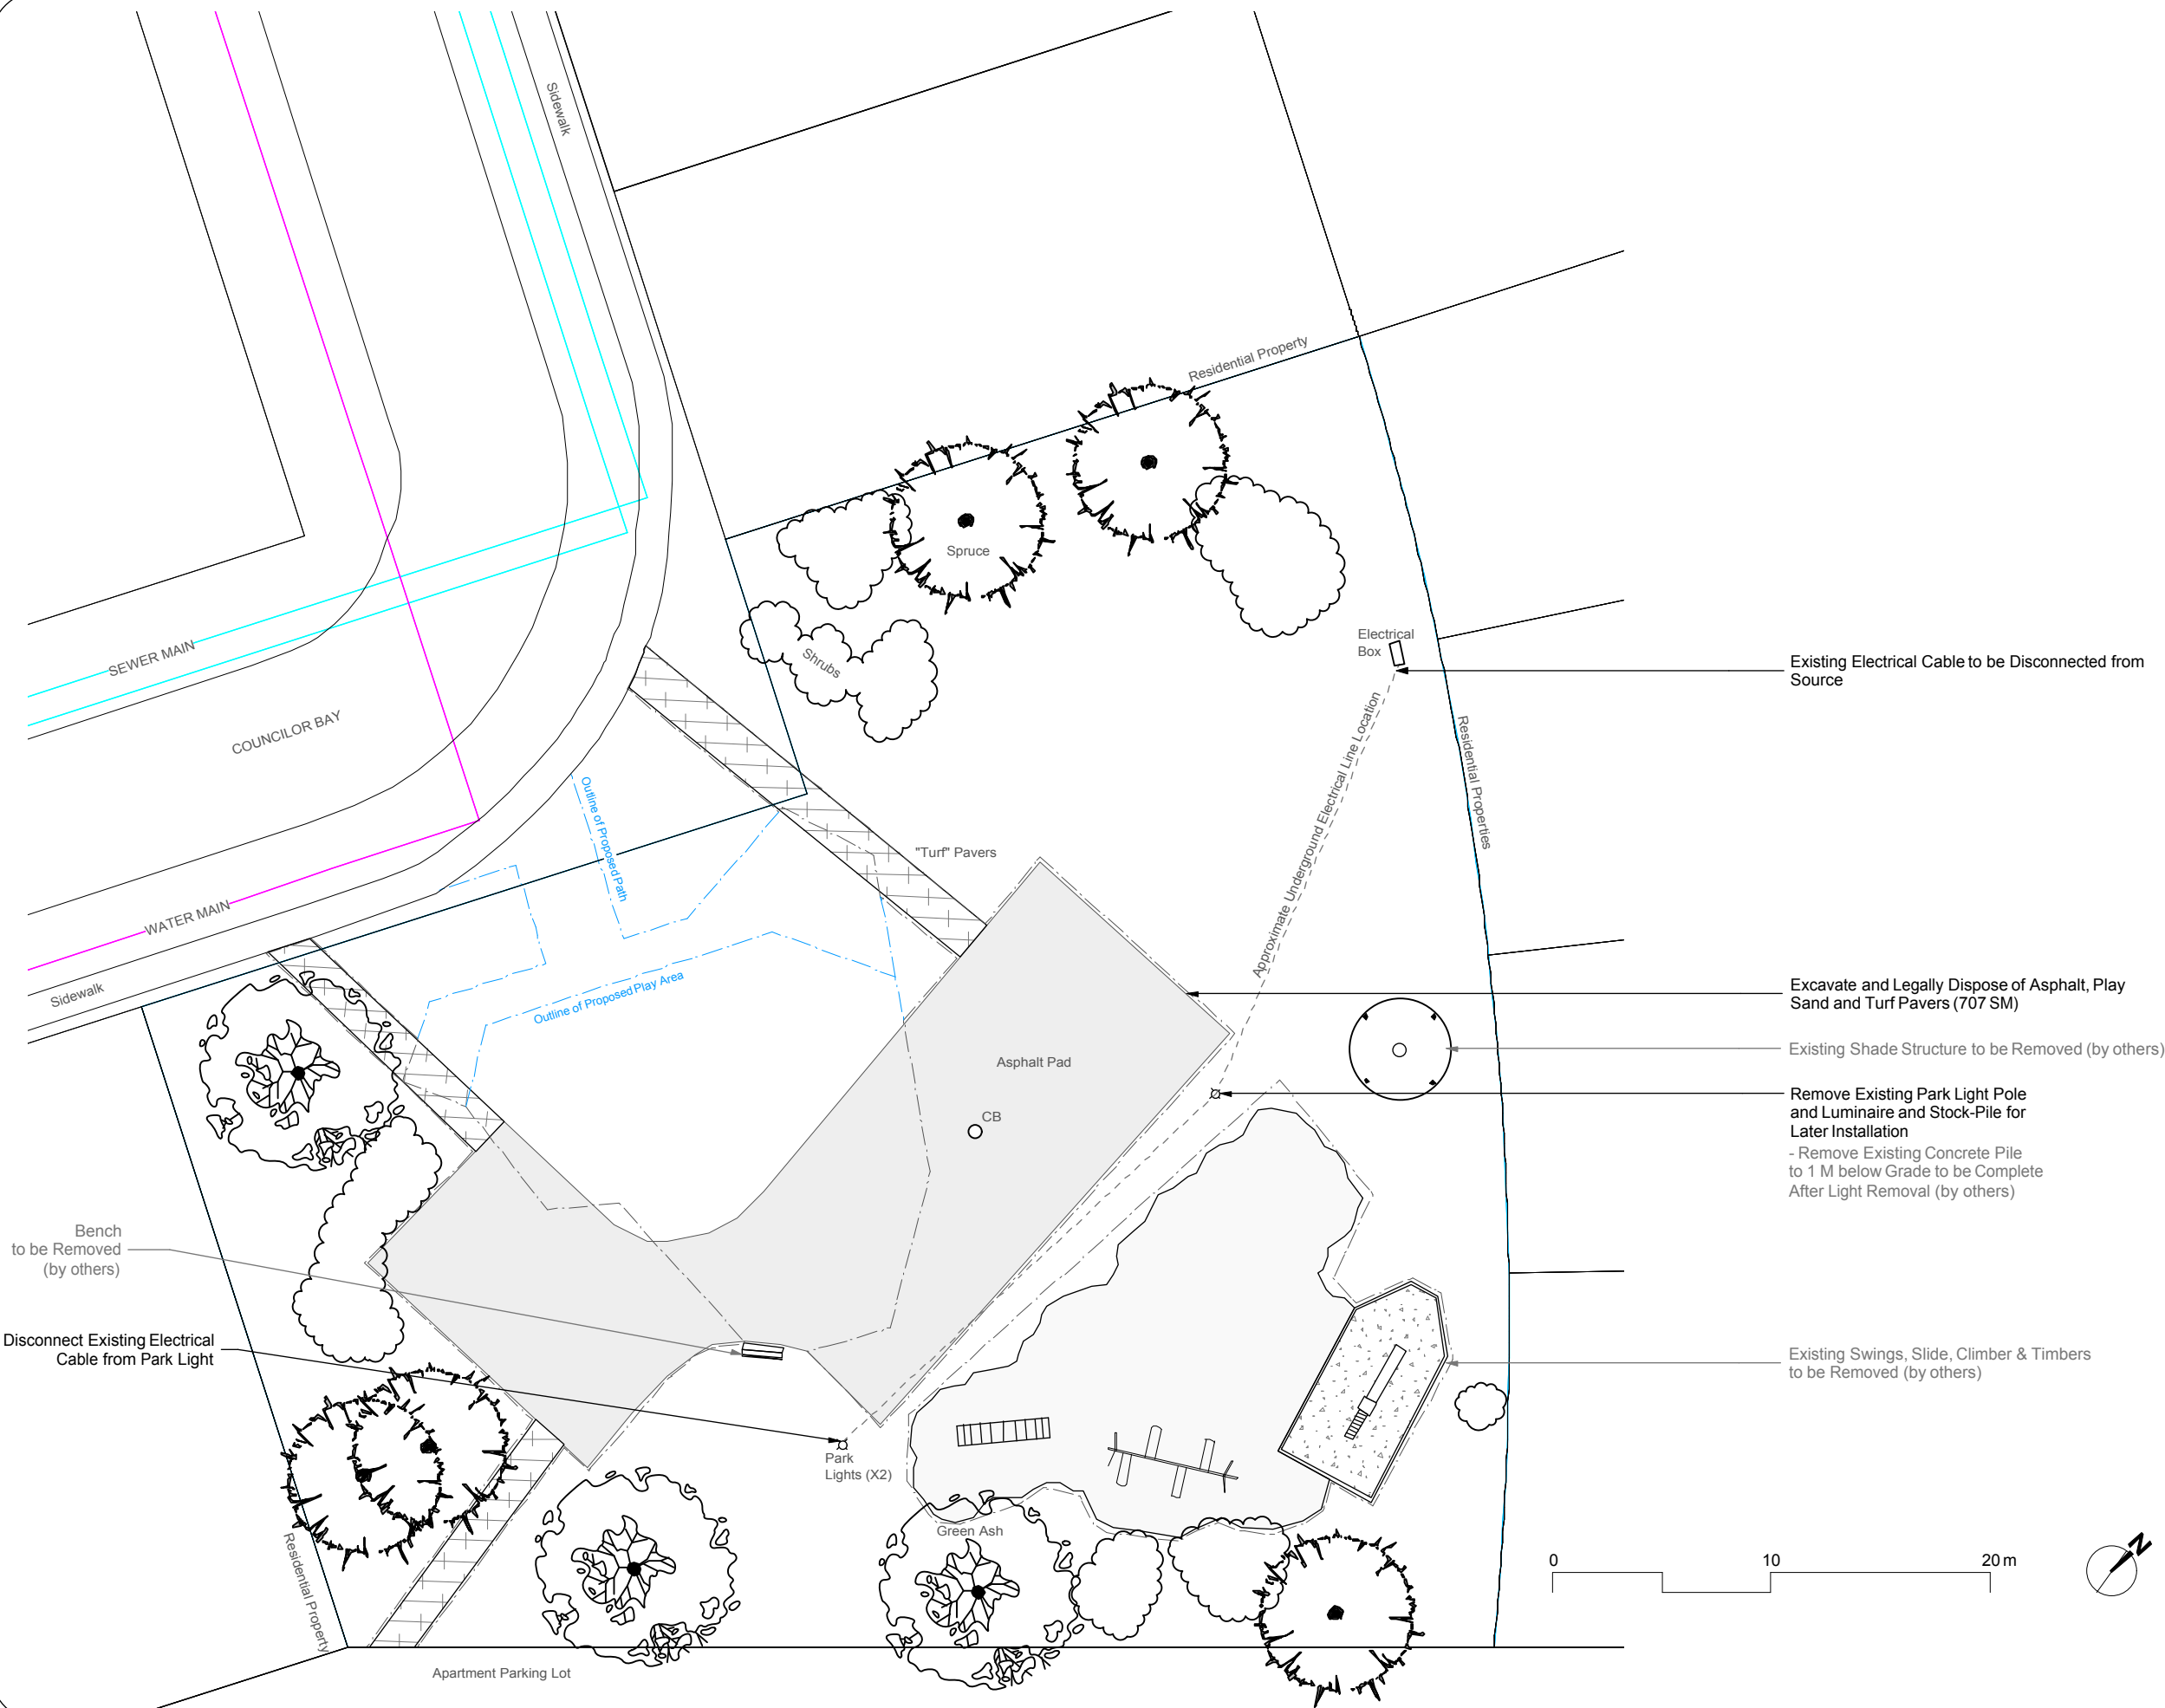 Sidewalk
Residential Property
Spruce
Shrubs
Electrical
Box
Existing Electrical Cable to be Disconnected from
Source
SEWER MAIN
COUNCILOR BAY
Approximate Underground Electrical Line Location
Residential Properties
Outline of Proposed Path
"Turf" Pavers
WATER MAIN
Sidewalk
Outline of Proposed Play Area
Excavate and Legally Dispose of Asphalt, Play
Sand and Turf Pavers (707 SM)
Existing Shade Structure to be Removed (by others)
Asphalt Pad
CB
Remove Existing Park Light Pole
and Luminaire and Stock-Pile for
Later Installation
- Remove Existing Concrete Pile
to 1 M below Grade to be Complete
After Light Removal (by others)
Bench
to be Removed
(by others)
Disconnect Existing Electrical
Cable from Park Light
Existing Swings, Slide, Climber & Timbers
to be Removed (by others)
Park
Lights (X2)
Green Ash
Residential Property
Apartment Parking Lot
0 10 20 m
N